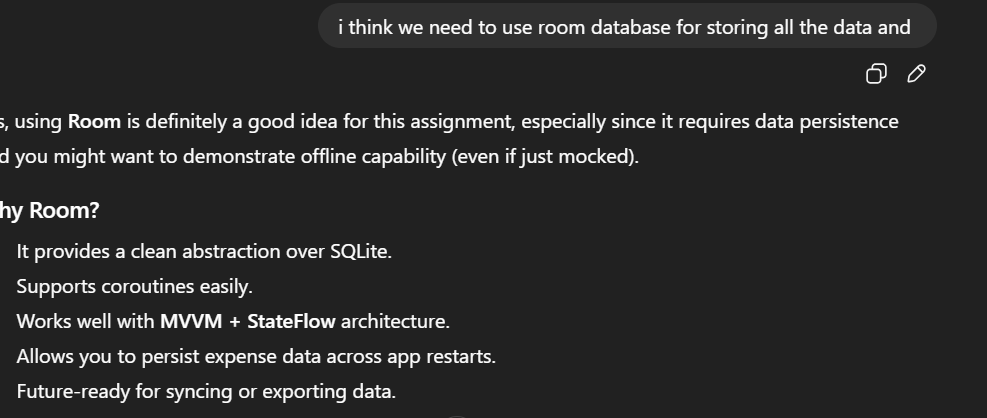 i think we need to use room database for storing all the data and
s, using Room is definitely a good idea for this assignment, especially since it requires data persistence
d you might want to demonstrate offline capability (even if just mocked).
hy Room?
It provides a clean abstraction over SQLite.
Supports coroutines easily.
Works well with MVVM + StateFlow architecture.
Allows you to persist expense data across app restarts.
Future-ready for syncing or exporting data.